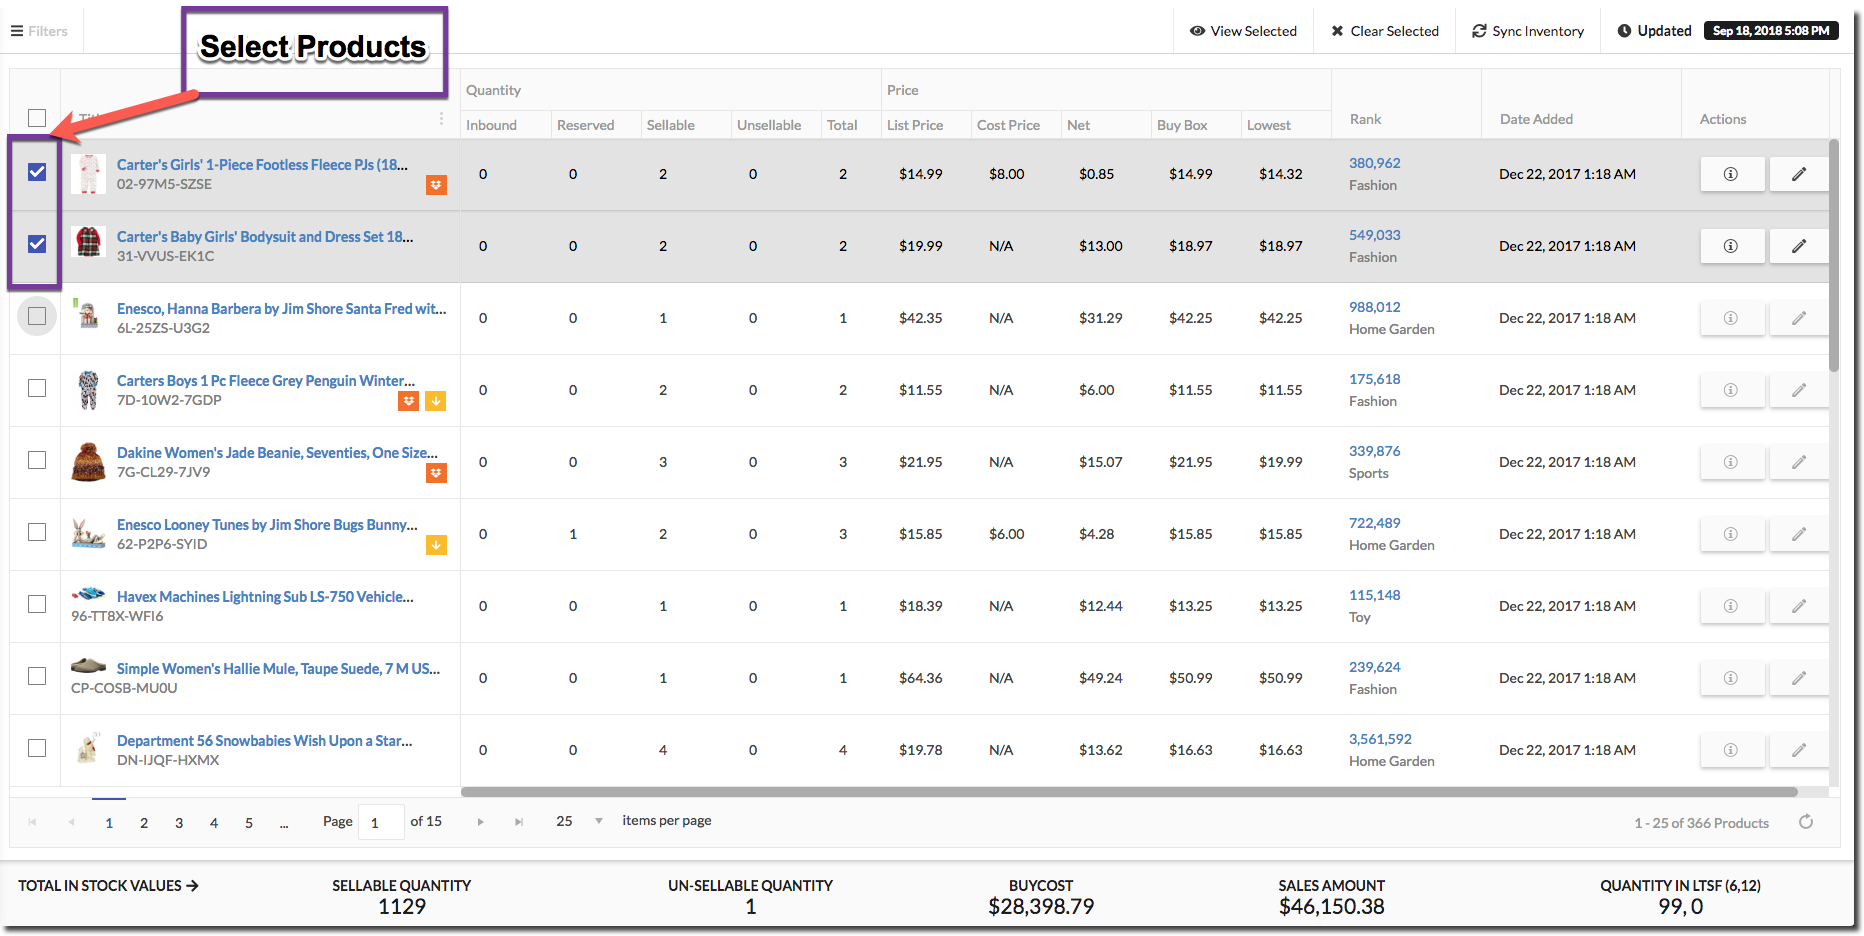 Filters
Select Products
View Selected
Clear Selected
Sync Inventory
Updated
Sep 18, 2018 5:08 PM
Quantity
Price
Inbound
Reserved
Sellable
Unsellable
Total
List Price
Cost Price
Net
Buy Box
Lowest
Rank
Date Added
Actions
Carter's Girls' 1-Piece Footless Fleece PJs (18...
02-97M5-SZSE
0 0 2 0 2 $14.99 $8.00 $0.85 $14.99 $14.32
380,962
Fashion
Dec 22, 2017 1:18 AM
Carter's Baby Girls' Bodysuit and Dress Set 18...
31-VVUS-EK1C
0 0 2 0 2 $19.99 N/A $13.00 $18.97 $18.97
549,033
Fashion
Dec 22, 2017 1:18 AM
Enesco, Hanna Barbera by Jim Shore Santa Fred wit...
6L-25ZS-U3G2
0 0 1 0 1 $42.35 N/A $31.29 $42.25 $42.25
988,012
Home Garden
Dec 22, 2017 1:18 AM
Carters Boys 1 Pc Fleece Grey Penguin Winter...
7D-10W2-7GDP
0 0 2 0 2 $11.55 N/A $6.00 $11.55 $11.55
175,618
Fashion
Dec 22, 2017 1:18 AM
Dakine Women's Jade Beanie, Seventies, One Size...
7G-CL29-7JV9
0 0 3 0 3 $21.95 N/A $15.07 $21.95 $19.99
339,876
Sports
Dec 22, 2017 1:18 AM
Enesco Looney Tunes by Jim Shore Bugs Bunny...
62-P2P6-SYID
0 1 2 0 3 $15.85 $6.00 $4.28 $15.85 $15.85
722,489
Home Garden
Dec 22, 2017 1:18 AM
Havex Machines Lightning Sub LS-750 Vehicle...
96-TT8X-WFI6
0 0 1 0 1 $18.39 N/A $12.44 $13.25 $13.25
115,148
Toy
Dec 22, 2017 1:18 AM
Simple Women's Hallie Mule, Taupe Suede, 7 M US...
CP-COSB-MU0U
0 0 1 0 1 $64.36 N/A $49.24 $50.99 $50.99
239,624
Fashion
Dec 22, 2017 1:18 AM
Department 56 Snowbabies Wish Upon a Star...
DN-IJQF-HXMX
0 0 4 0 4 $19.78 N/A $13.62 $16.63 $16.63
3,561,592
Home Garden
Dec 22, 2017 1:18 AM
1 2 3 4 5 ... Page 1 of 15 25 items per page
1 - 25 of 366 Products
TOTAL IN STOCK VALUES
SELLABLE QUANTITY
1129
UN-SELLABLE QUANTITY
1
BUYCOST
$28,398.79
SALES AMOUNT
$46,150.38
QUANTITY IN LTSF (6,12)
99, 0